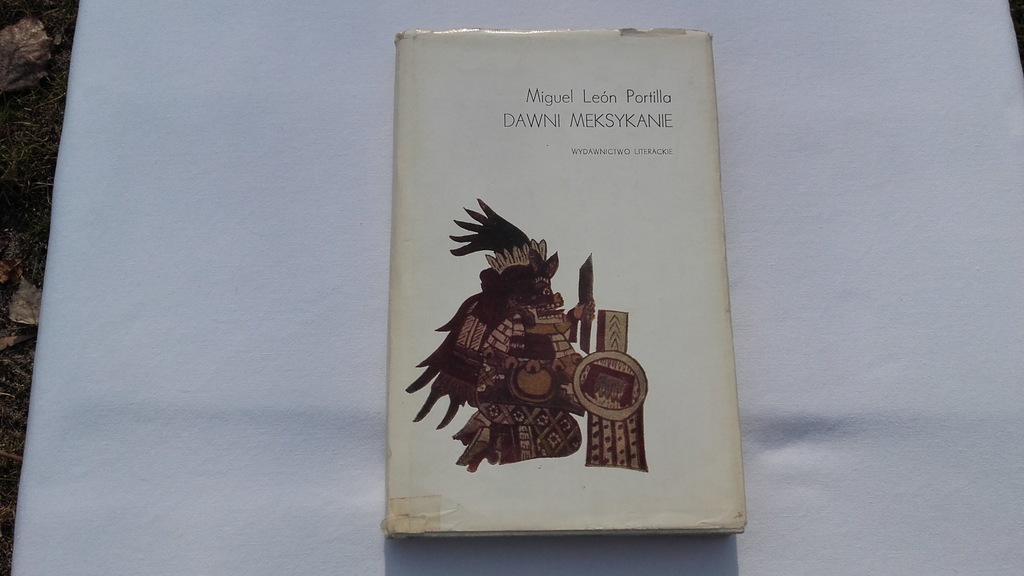 Miguel León Portilla
DAWNI MEKSYKANIE
WYDAWNICTWO LITERACKIE